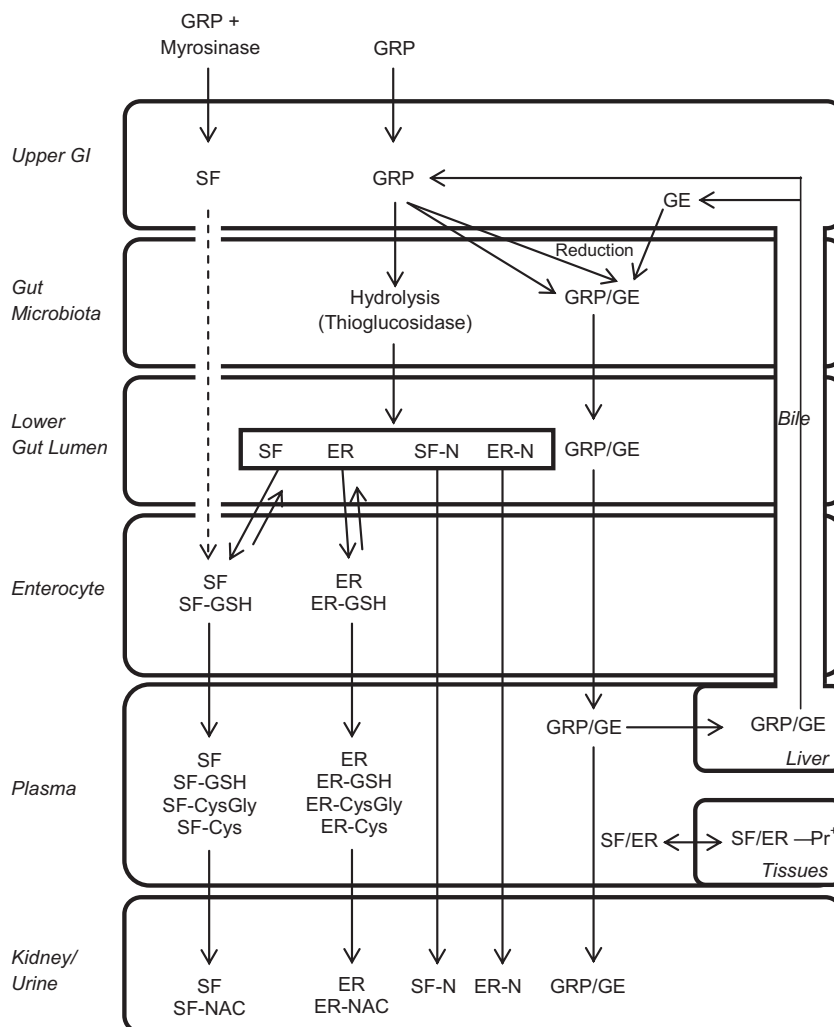 GRP +
Myrosinase
GRP
Upper GI
SF
GRP
GE
Reduction
Gut
Microbiota
Hydrolysis
(Thioglucosidase)
GRP/GE
Lower
Gut Lumen
SF ER SF-N ER-N
GRP/GE
Bile
Enterocyte
SF
SF-GSH
ER
ER-GSH
GRP/GE
GRP/GE
Liver
Plasma
SF
SF-GSH
SF-CysGly
SF-Cys
ER
ER-GSH
ER-CysGly
ER-Cys
SF/ER
SF/ER —Pr+
Tissues
Kidney/
Urine
SF
SF-NAC
ER
ER-NAC
SF-N
ER-N
GRP/GE